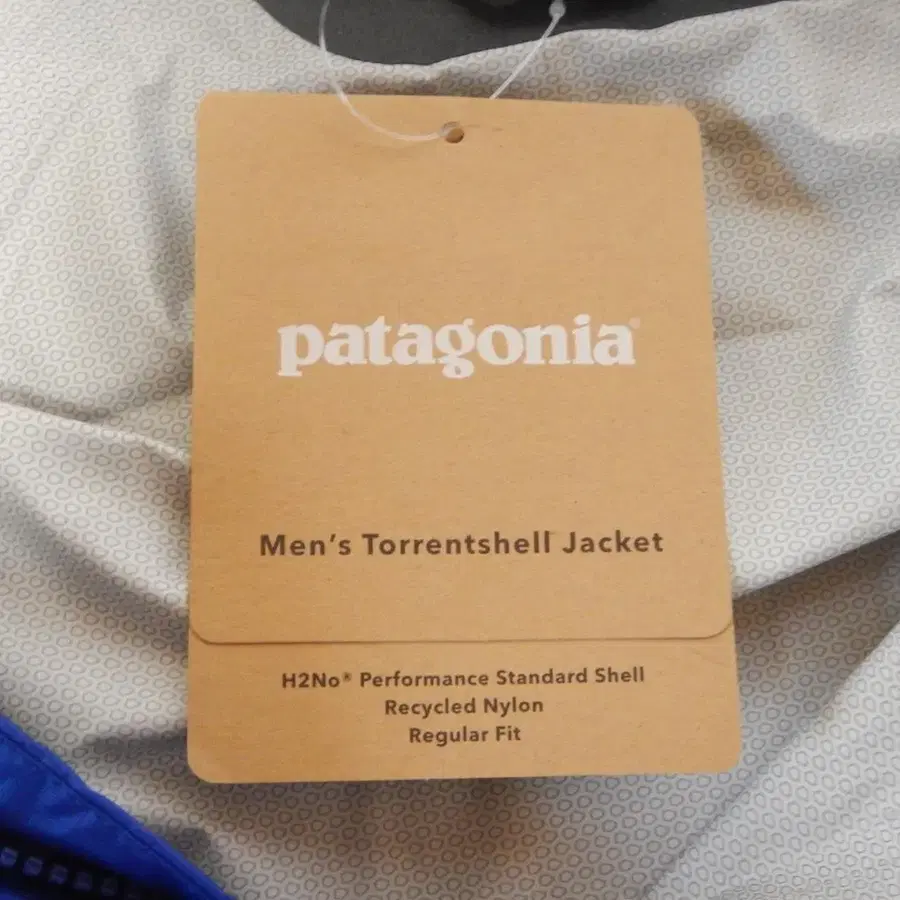 patagonia®
Men's Torrentshell Jacket
H2No® Performance Standard Shell
Recycled Nylon
Regular Fit